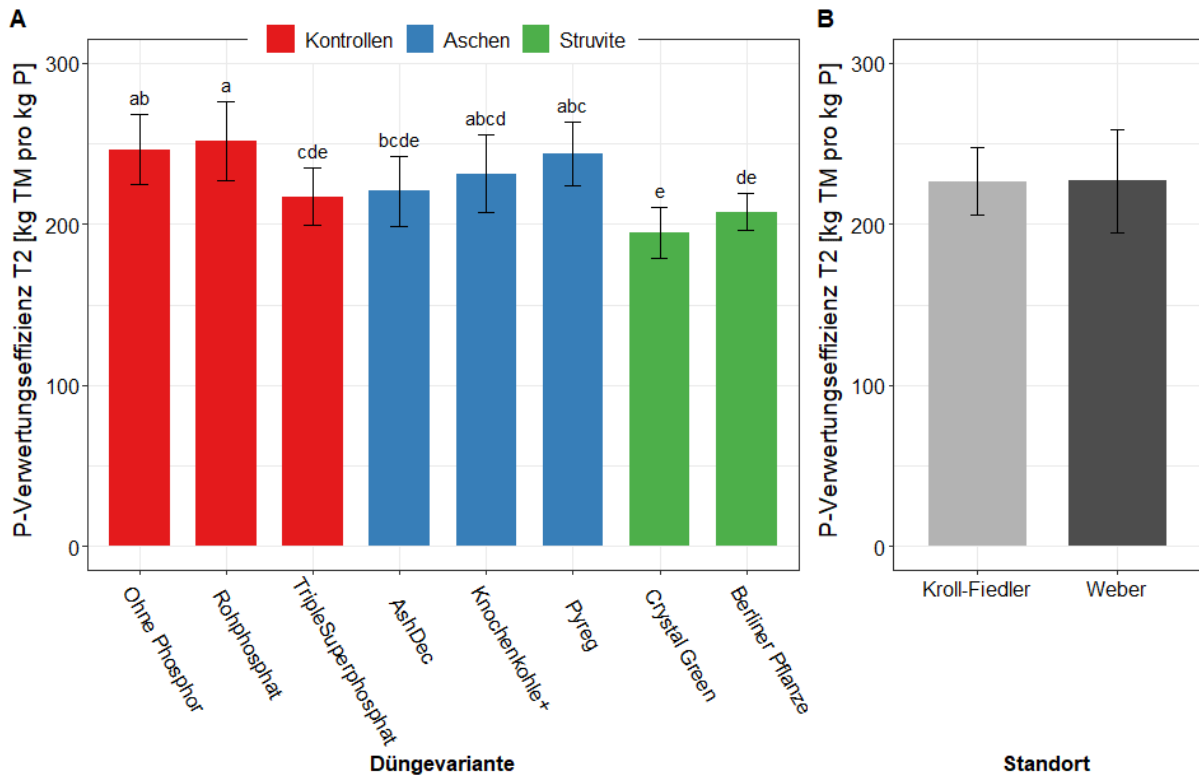 A
Kontrollen Aschen Struvite
P-Verwertungseffizienz T2 [kg TM pro kg P]
300
200
100
0
ab
a
cde
bcde
abcd
abc
e
de
Ohne Phosphor
Rohphosphat
TripleSuperphosphat
AshDec
Knochenkohle+
Pyreg
Crystal Green
Berliner Pflanze
Düngevariante
B
P-Verwertungseffizienz T2 [kg TM pro kg P]
300
200
100
0
Kroll-Fiedler
Weber
Standort